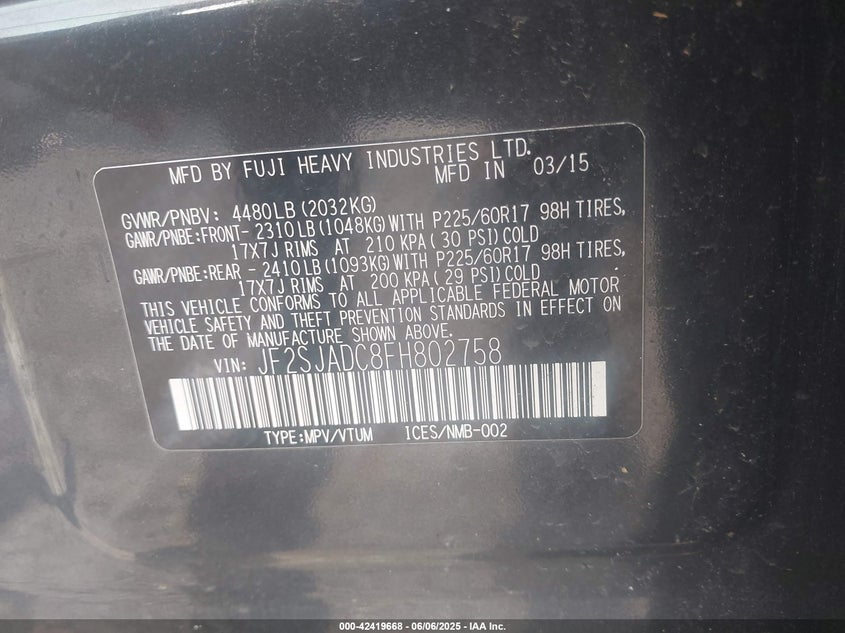 MFD BY FUJI HEAVY INDUSTRIES LTD.
MFD IN 03/15
GVWR/PNBV: 4480LB(2032KG)
GAWR/PNBE:FRONT- 2310LB(1048KG)WITH P225/60R17 98H TIRES,
17X7J RIMS AT 210 KPA(30 PSI)COLD
GAWR/PNBE:REAR - 2410LB(1093KG)WITH P225/60R17 98H TIRES,
17X7J RIMS AT 200 KPA(29 PSI)COLD
THIS VEHICLE CONFORMS TO ALL APPLICABLE FEDERAL MOTOR
VEHICLE SAFETY AND THEFT PREVENTION STANDARDS IN EFFECT ON
THE DATE OF MANUFACTURE SHOWN ABOVE.
VIN: JF2SJADC8FH802758
TYPE:MPV/VTUM ICES/NMB-002
000-42419668 - 06/06/2025 - IAA Inc.